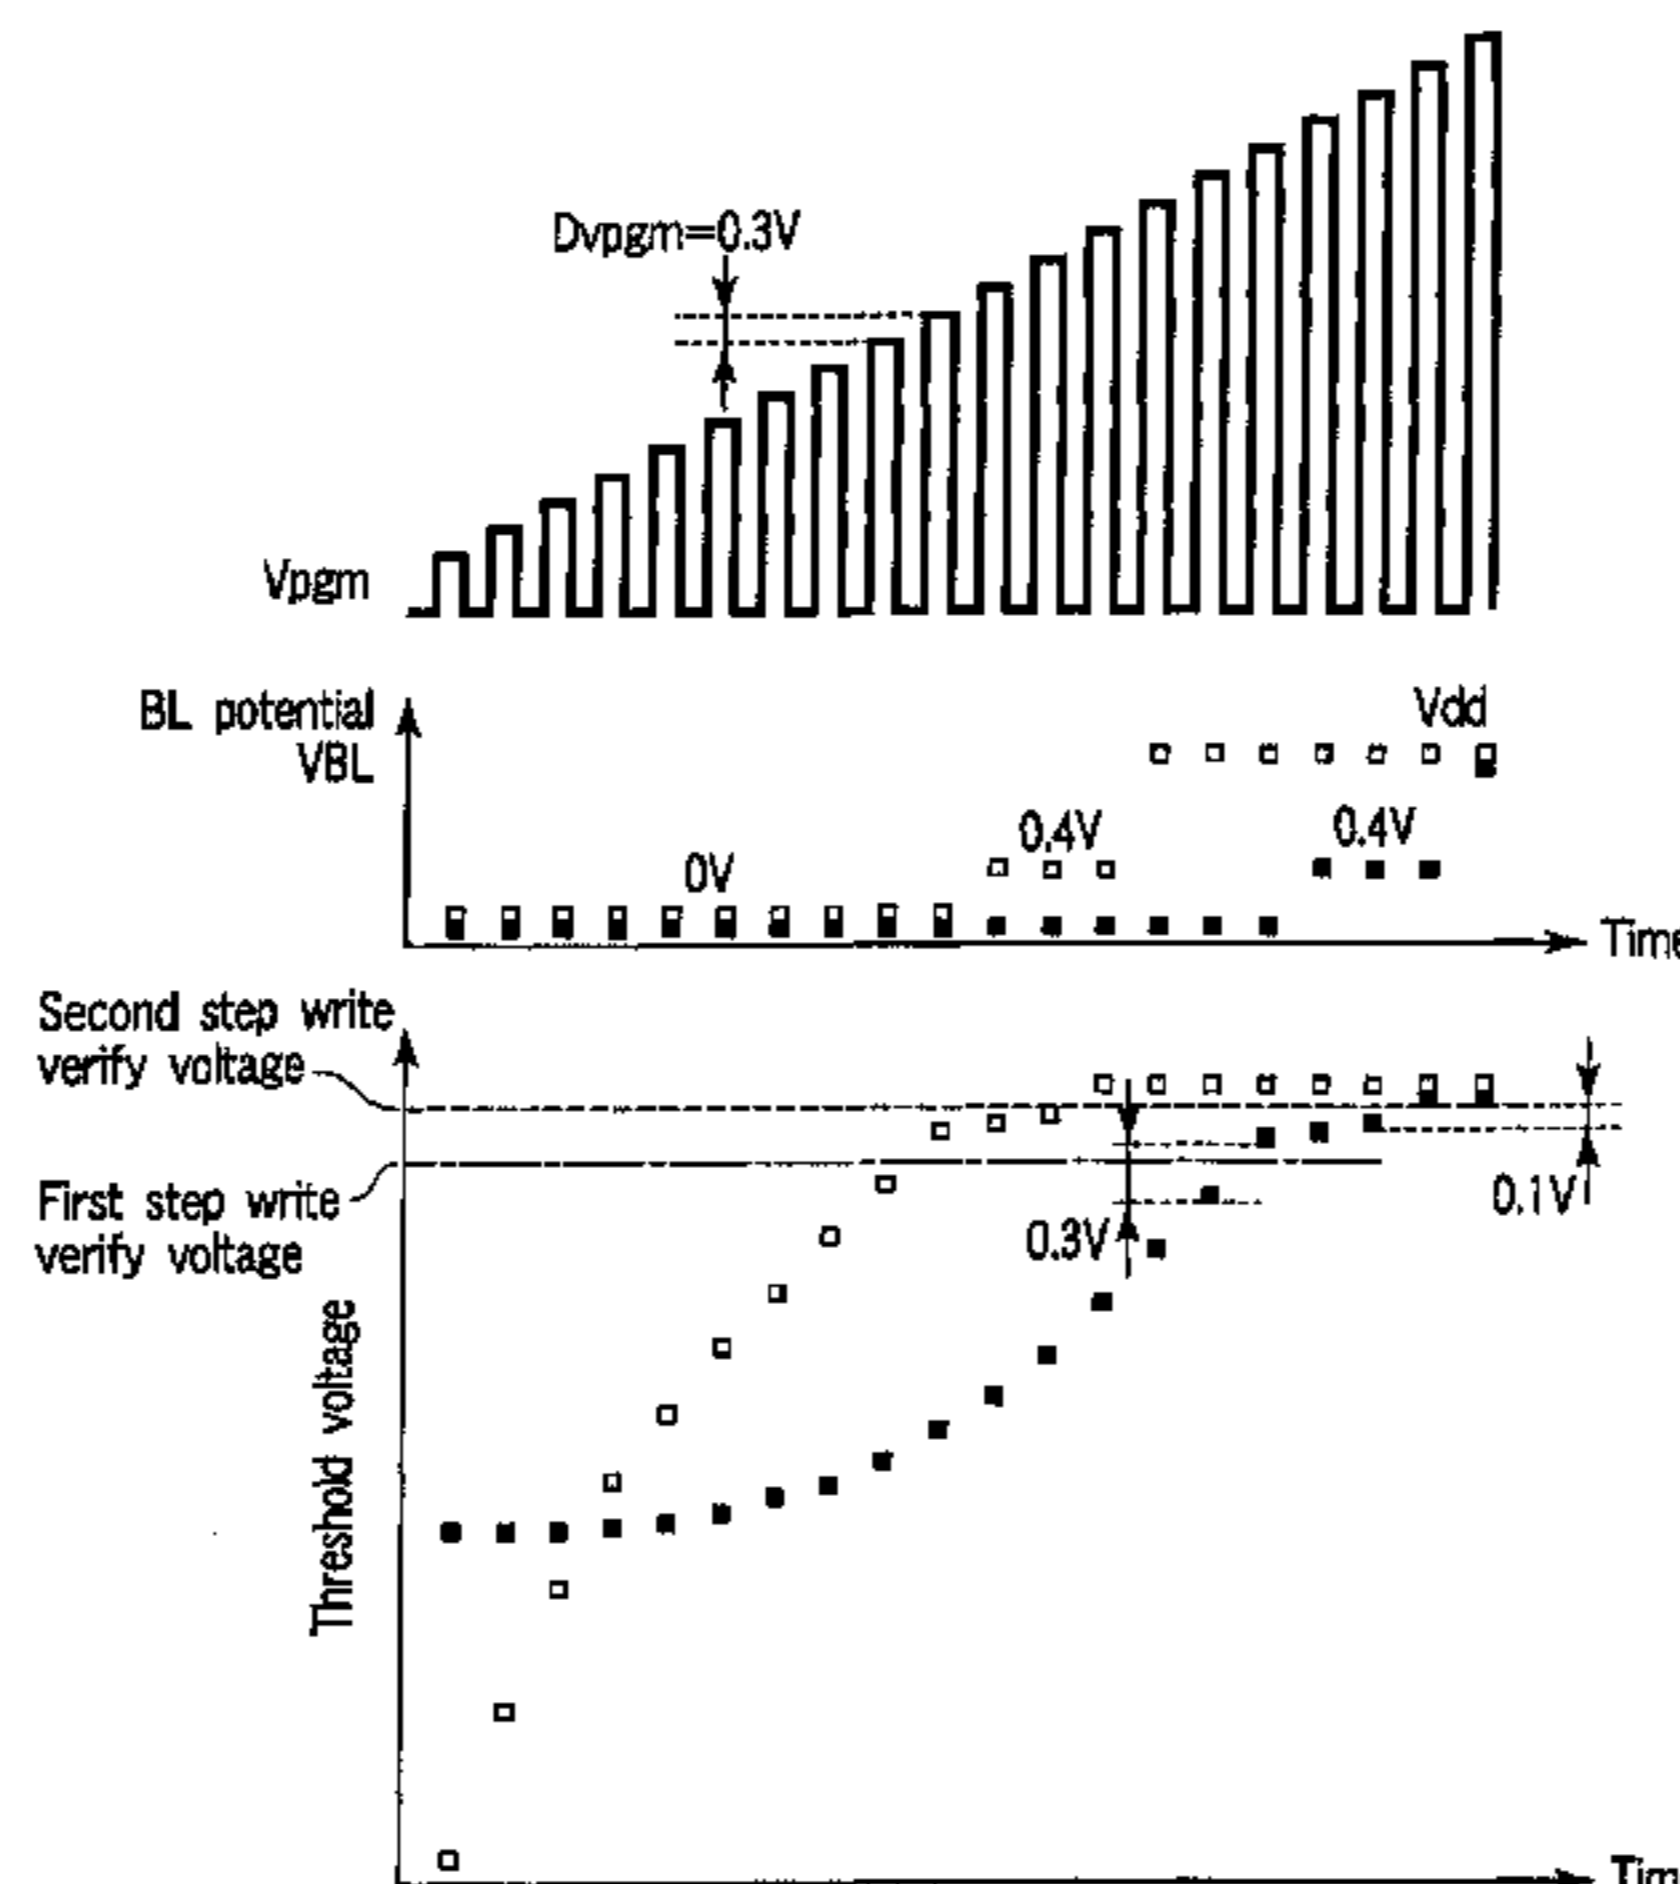 Dvpgm=0.3V
Vpgm
BL potential
VBL
Vdd
0.4V
0.4V
0V
Time
Second step write
verify voltage
First step write
verify voltage
0.3V
0.1V
Threshold voltage
Tim